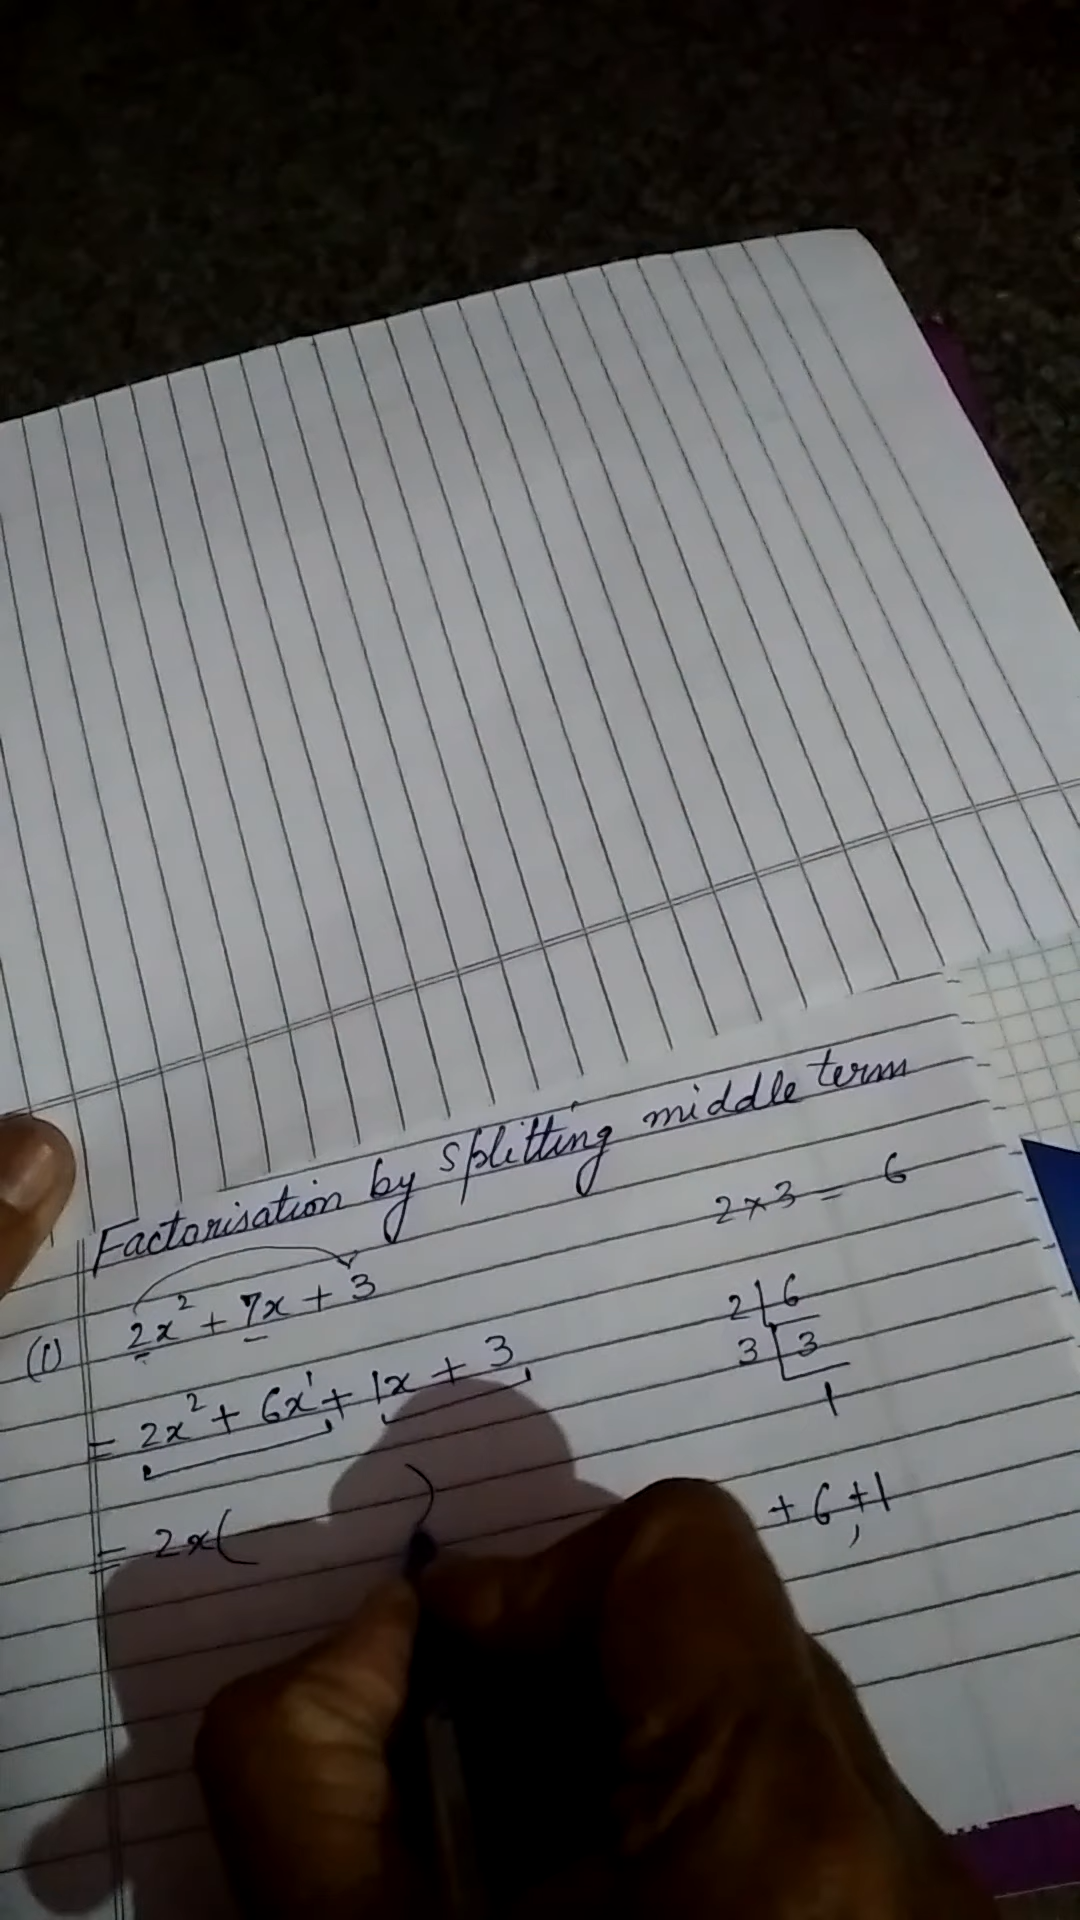 Factorisation by splitting middle term
2 x 3 = 6
(1) 2x² + 7x + 3
2 | 6
3 | 3
1
= 2x² + 6x¹ + 1x + 3
+ 6, + 1
= 2x( )